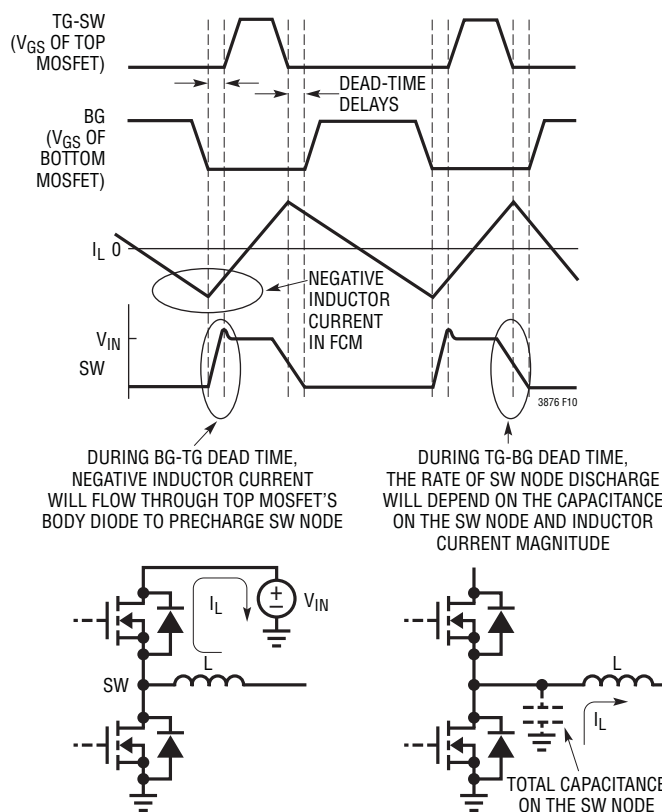 TG-SW
(VGS OF TOP
MOSFET)
DEAD-TIME
DELAYS
BG
(VGS OF
BOTTOM
MOSFET)
IL 0
NEGATIVE
INDUCTOR
CURRENT
IN FCM
VIN
SW
3876 F10
DURING BG-TG DEAD TIME,
NEGATIVE INDUCTOR CURRENT
WILL FLOW THROUGH TOP MOSFET'S
BODY DIODE TO PRECHARGE SW NODE
DURING TG-BG DEAD TIME,
THE RATE OF SW NODE DISCHARGE
WILL DEPEND ON THE CAPACITANCE
ON THE SW NODE AND INDUCTOR
CURRENT MAGNITUDE
IL
+
–
VIN
L
SW
L
IL
TOTAL CAPACITANCE
ON THE SW NODE